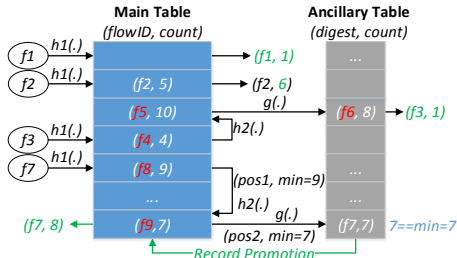 Main Table
(flowID, count)
Ancillary Table
(digest, count)
f1 h1(.) (f1, 1) ...
f2 h1(.) (f2, 5) (f2, 6)
(f5, 10) g(.) (f6, 8) (f3, 1)
h2(.)
f3 h1(.) (f4, 4)
f7 h1(.) (f8, 9) (pos1, min=9)
... h2(.) ...
g(.)
(f7, 8) (f9,7) (pos2, min=7) (f7,7) 7==min=7
Record Promotion